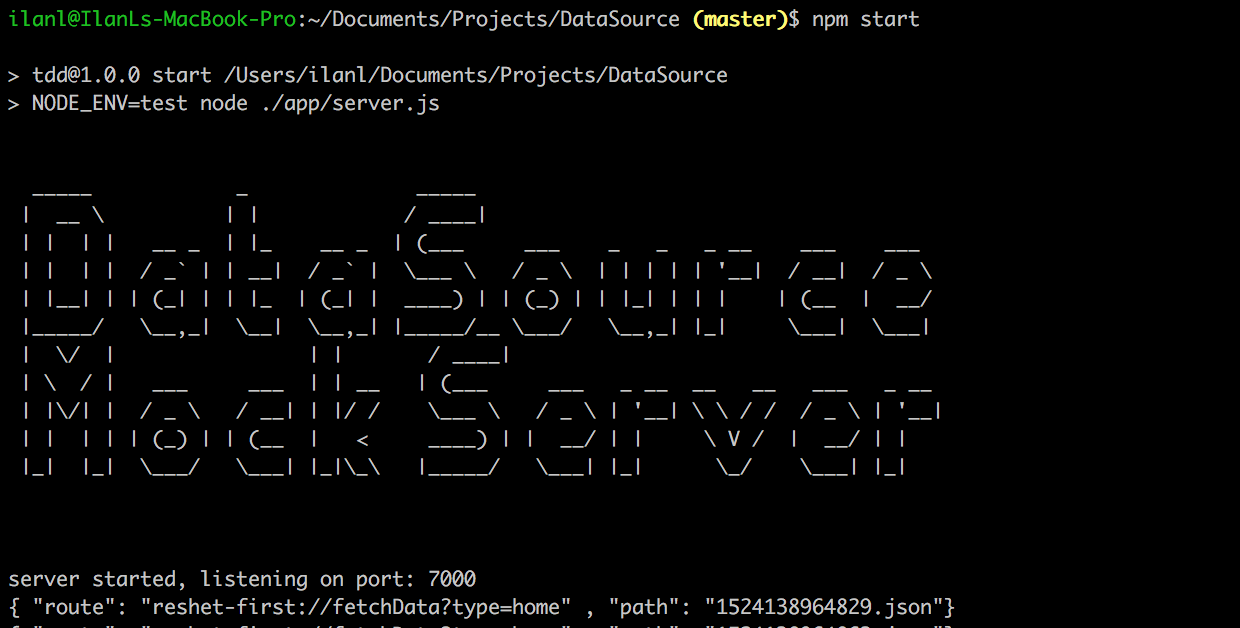 ilanl@IlanLs-MacBook-Pro:~/Documents/Projects/DataSource (master)$ npm start
> tdd@1.0.0 start /Users/ilanl/Documents/Projects/DataSource
> NODE_ENV=test node ./app/server.js
DataSource
Mock Server
server started, listening on port: 7000
{ "route": "reshet-first://fetchData?type=home" , "path": "1524138964829.json"}